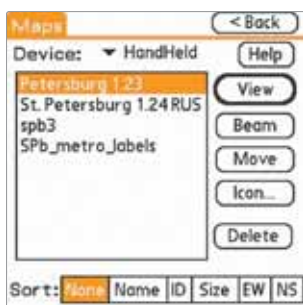 Maps
< Back
Device: HandHeld
Help
Petersburg 1.23
View
St. Petersburg 1.24 RUS
spb3
Beam
SPb_metro_labels
Move
Icon...
Delete
Sort: None Name ID Size EW NS